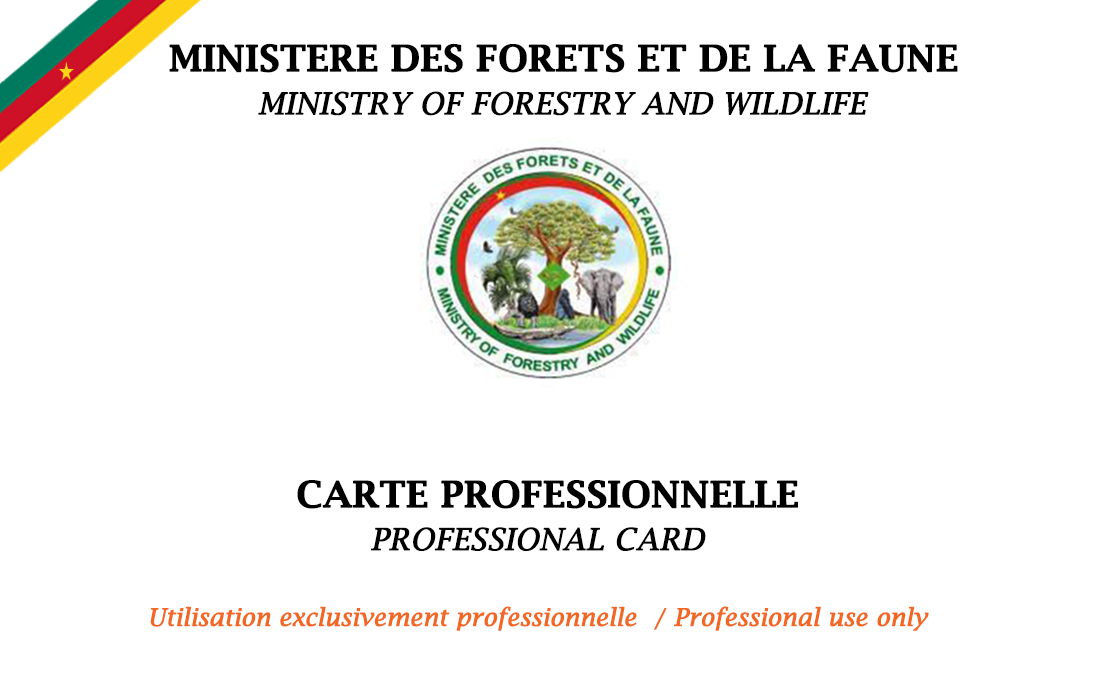 MINISTERE DES FORETS ET DE LA FAUNE
MINISTRY OF FORESTRY AND WILDLIFE
MINISTERE DES FORETS ET DE LA FAUNE
MINISTRY OF FORESTRY AND WILDLIFE
CARTE PROFESSIONNELLE
PROFESSIONAL CARD
Utilisation exclusivement professionnelle / Professional use only